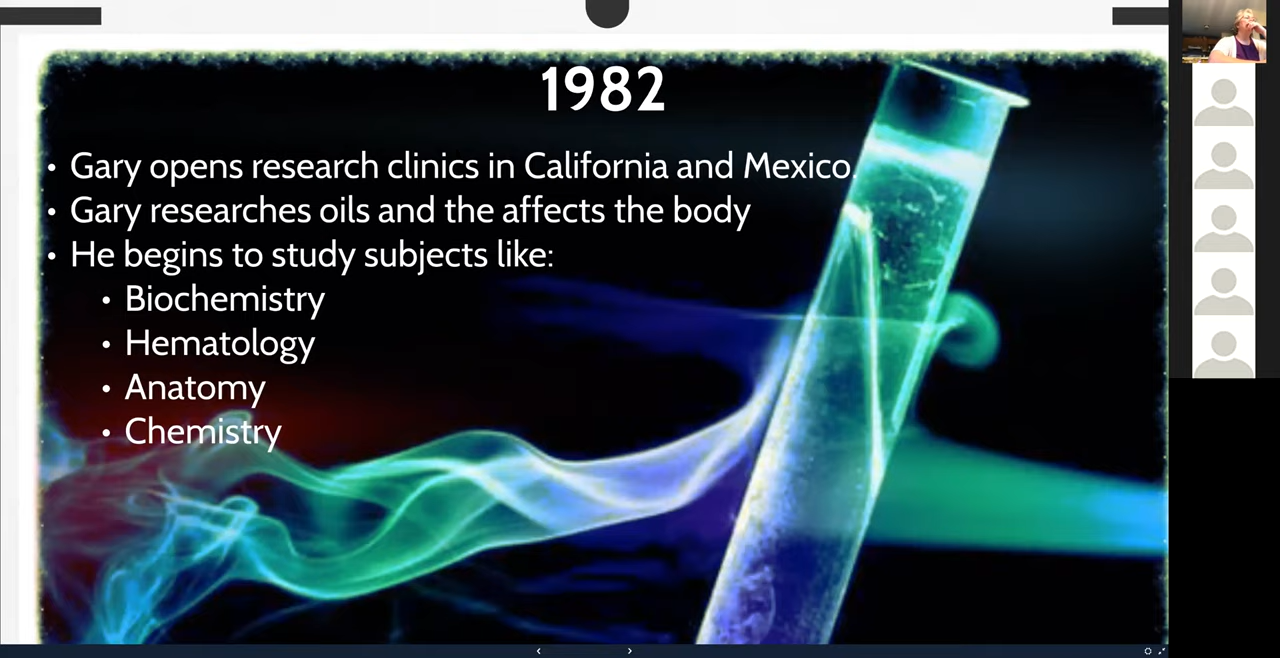 1982
• Gary opens research clinics in California and Mexico.
• Gary researches oils and the affects the body
• He begins to study subjects like:
• Biochemistry
• Hematology
• Anatomy
• Chemistry